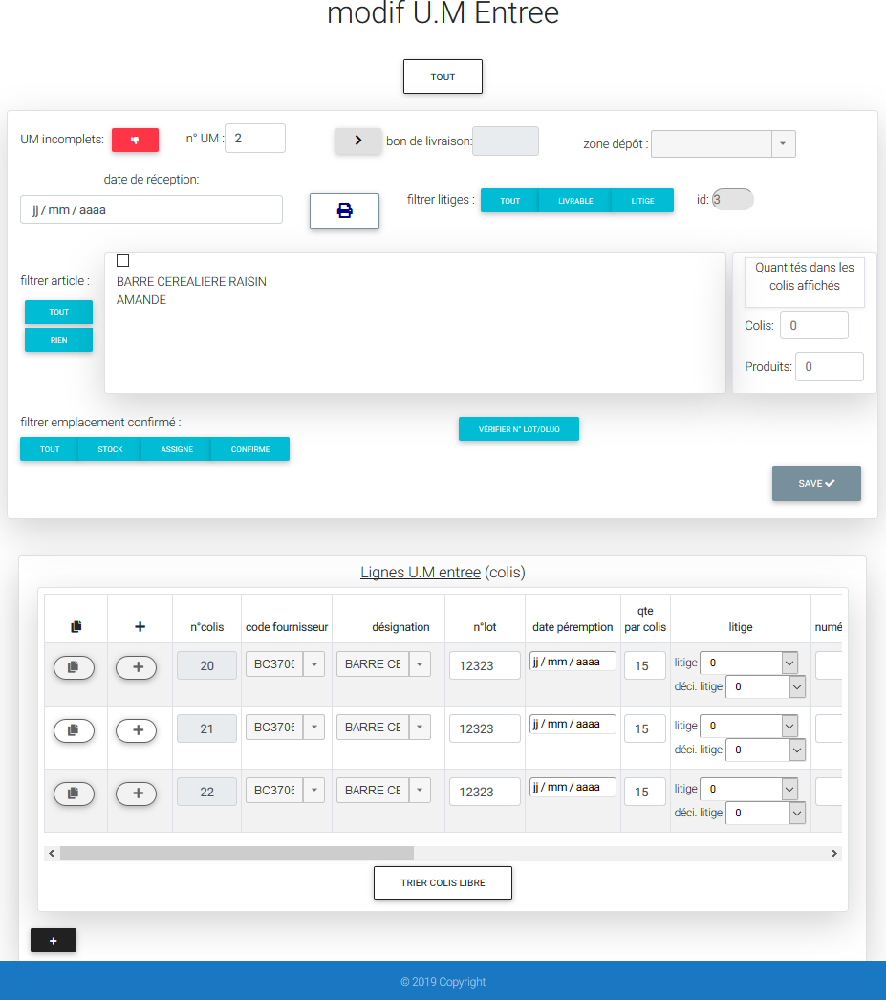 modif U.M Entree
TOUT
UM incomplets: n° UM : 2 bon de livraison: zone dépôt :
date de réception:
jj / mm / aaaa
filtrer litiges : TOUT LIVRABLE LITIGE id: 3
filtrer article :
TOUT
RIEN
BARRE CEREALIERE RAISIN
AMANDE
Quantités dans les
colis affichés
Colis: 0
Produits: 0
filtrer emplacement confirmé :
TOUT STOCK ASSIGNÉ CONFIRMÉ
VÉRIFIER N° LOT/DLUO
SAVE
Lignes U.M entree (colis)
n°colis code fournisseur désignation n°lot date péremption qte par colis litige numé
20 BC3706 BARRE CE 12323 jj / mm / aaaa 15 litige 0
déci. litige 0
21 BC3706 BARRE CE 12323 jj / mm / aaaa 15 litige 0
déci. litige 0
22 BC3706 BARRE CE 12323 jj / mm / aaaa 15 litige 0
déci. litige 0
TRIER COLIS LIBRE
+
© 2019 Copyright